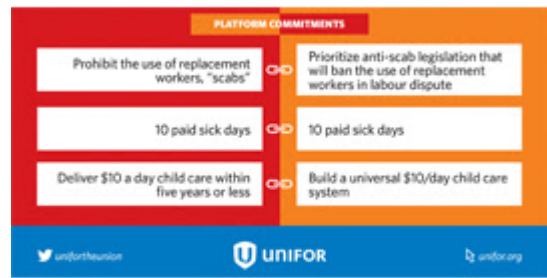 PLATFORM COMMITMENTS
Prohibit the use of replacement
workers, "scabs"
Prioritize anti-scab legislation that
will ban the use of replacement
workers in labour dispute
10 paid sick days
10 paid sick days
Deliver $10 a day child care within
five years or less
Build a universal $10/day child care
system
unifortheunion
UNIFOR
unifor.org